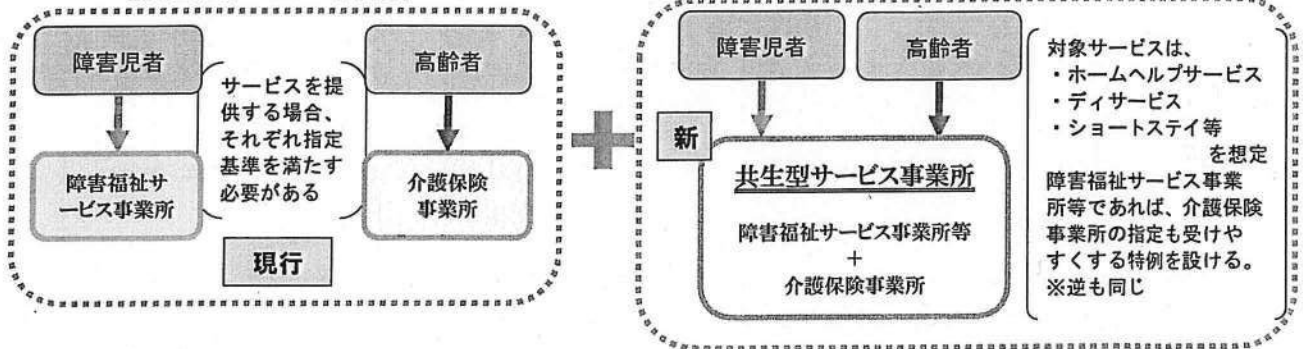 障害児者
高齢者
サービスを提
供する場合、
それぞれ指定
基準を満たす
必要がある
障害福祉サ
ービス事業所
介護保険
事業所
現行
障害児者
高齢者
新
共生型サービス事業所
障害福祉サービス事業所等
+
介護保険事業所
対象サービスは、
・ホームヘルプサービス
・ディサービス
・ショートステイ等
を想定
障害福祉サービス事業
所等であれば、介護保険
事業所の指定も受けや
すくする特例を設ける。
※逆も同じ